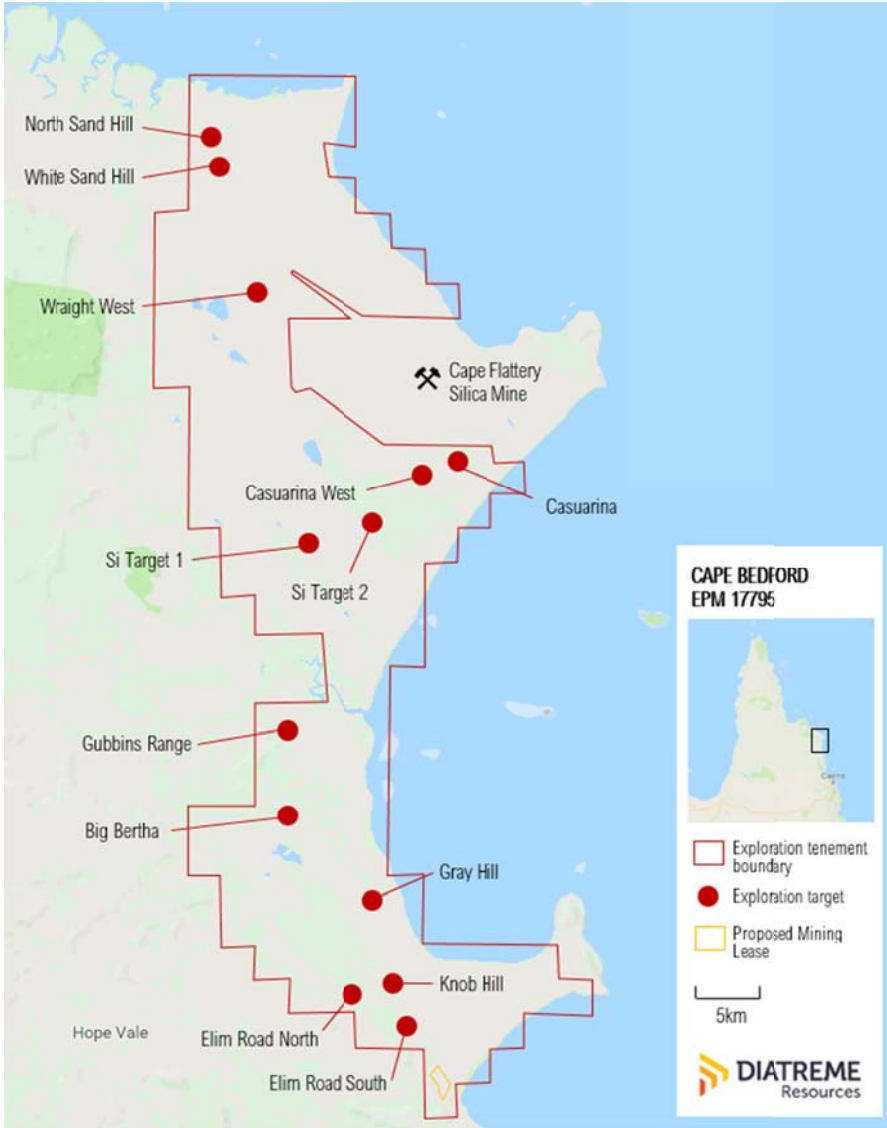 North Sand Hill
White Sand Hill
Wraight West
Cape Flattery
Silica Mine
Casuarina West
Casuarina
Si Target 1
Si Target 2
Gubbins Range
Big Bertha
Gray Hill
Knob Hill
Elim Road North
Hope Vale
Elim Road South
CAPE BEDFORD
EPM 17795
Cairns
Exploration tenement
boundary
Exploration target
Proposed Mining
Lease
5km
DIATREME
Resources